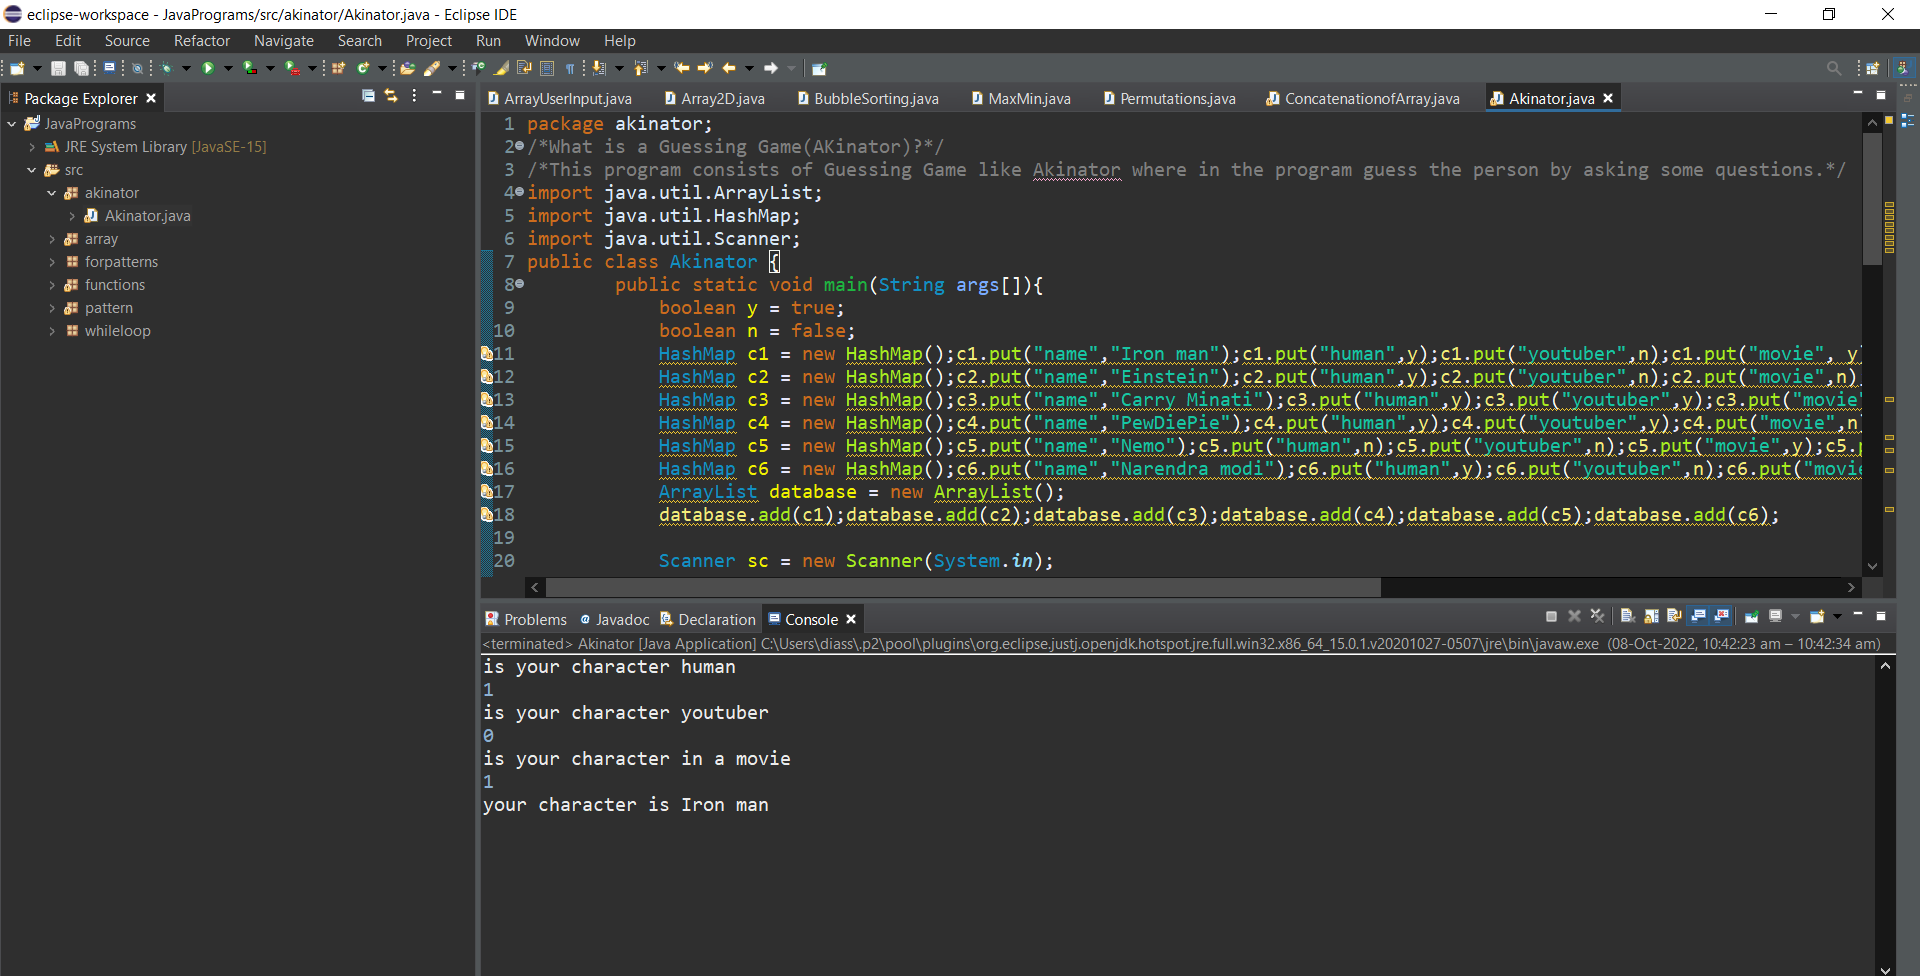 eclipse-workspace - JavaPrograms/src/akinator/Akinator.java - Eclipse IDE
File Edit Source Refactor Navigate Search Project Run Window Help
Package Explorer
JavaPrograms
JRE System Library [JavaSE-15]
src
akinator
Akinator.java
array
forpatterns
functions
pattern
whileloop
ArrayUserInput.java Array2D.java BubbleSorting.java MaxMin.java Permutations.java ConcatenationofArray.java Akinator.java
1 package akinator;
2 /*What is a Guessing Game(AKinator)?*/
3 /*This program consists of Guessing Game like Akinator where in the program guess the person by asking some questions.*/
4 import java.util.ArrayList;
5 import java.util.HashMap;
6 import java.util.Scanner;
7 public class Akinator {
8 public static void main(String args[]){
9 boolean y = true;
10 boolean n = false;
11 HashMap c1 = new HashMap();c1.put("name","Iron man");c1.put("human",y);c1.put("youtuber",n);c1.put("movie", y
12 HashMap c2 = new HashMap();c2.put("name","Einstein");c2.put("human",y);c2.put("youtuber",n);c2.put("movie",n)
13 HashMap c3 = new HashMap();c3.put("name","Carry Minati");c3.put("human",y);c3.put("youtuber",y);c3.put("movie"
14 HashMap c4 = new HashMap();c4.put("name","PewDiePie");c4.put("human",y);c4.put("youtuber",y);c4.put("movie",n
15 HashMap c5 = new HashMap();c5.put("name","Nemo");c5.put("human",n);c5.put("youtuber",n);c5.put("movie",y);c5.
16 HashMap c6 = new HashMap();c6.put("name","Narendra modi");c6.put("human",y);c6.put("youtuber",n);c6.put("movie
17 ArrayList database = new ArrayList();
18 database.add(c1);database.add(c2);database.add(c3);database.add(c4);database.add(c5);database.add(c6);
19
20 Scanner sc = new Scanner(System.in);
Problems Javadoc Declaration Console
<terminated> Akinator [Java Application] C:\Users\diass\.p2\pool\plugins\org.eclipse.justj.openjdk.hotspot.jre.full.win32.x86_64_15.0.1.v20201027-0507\jre\bin\javaw.exe (08-Oct-2022, 10:42:23 am – 10:42:34 am)
is your character human
1
is your character youtuber
0
is your character in a movie
1
your character is Iron man